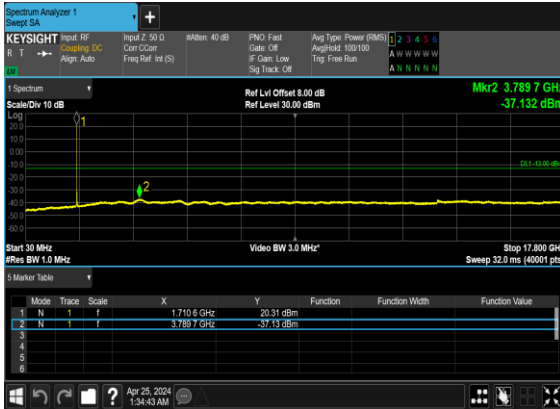 Spectrum Analyzer 1
Swept SA
+
KEYSIGHT Input: RF Input Z: 50 Ω #Atten: 40 dB PNO: Fast Avg Type: Power (RMS) 1 2 3 4 5 6
R T Coupling: DC Corr CCorr Gate: Off Avg|Hold: 100/100 A W W W W W
Align: Auto Freq Ref: Int (S) IF Gain: Low Trig: Free Run
Sig Track: Off A N N N N N
1 Spectrum
Scale/Div 10 dB
Ref Lvl Offset 8.00 dB
Ref Level 30.00 dBm
Mkr2 3.789 7 GHz
-37.132 dBm
Log
20.0
10.0
0.00
-10.0
-20.0
-30.0
-40.0
-50.0
-60.0
1
2
DL1 -13.00 dBm
Start 30 MHz Video BW 3.0 MHz* Stop 17.800 GH
#Res BW 1.0 MHz Sweep 32.0 ms (40001 pts
5 Marker Table
Mode Trace Scale X Y Function Function Width Function Value
1 N 1 f 1.710 6 GHz 20.31 dBm
2 N 1 f 3.789 7 GHz -37.13 dBm
3
4
5
6
? Apr 25, 2024
1:34:43 AM